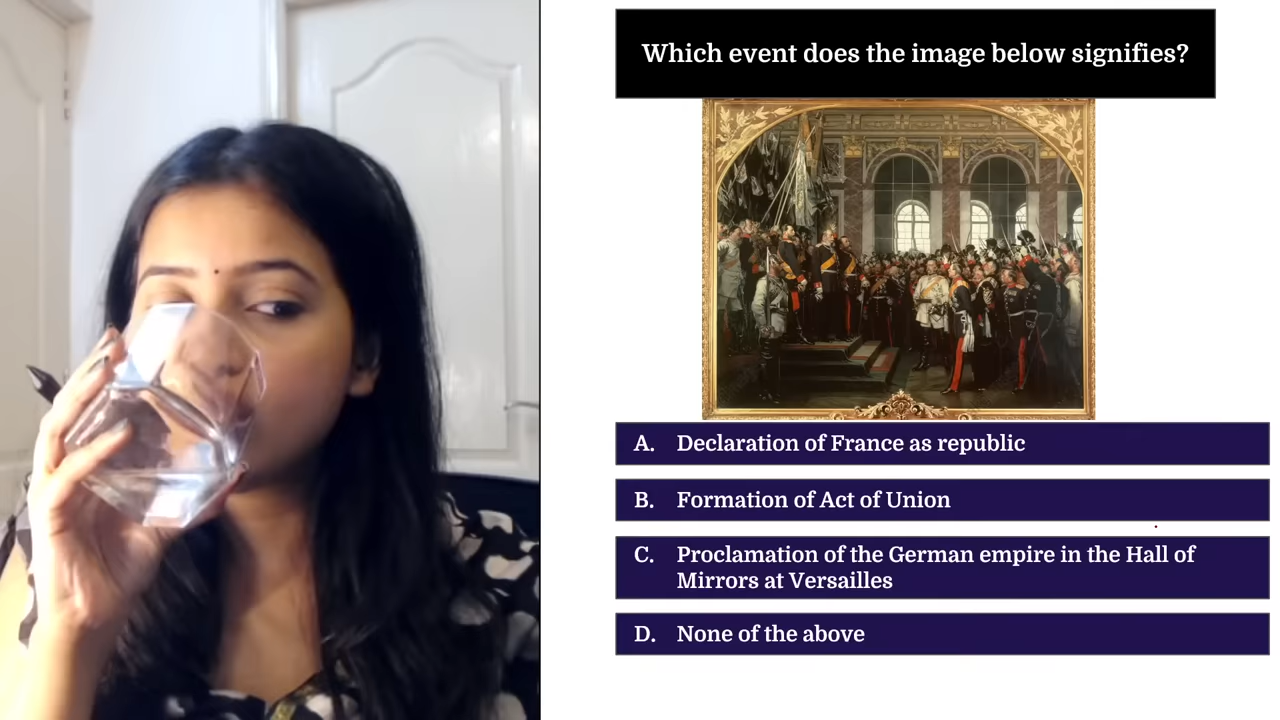 Which event does the image below signifies?
A. Declaration of France as republic
B. Formation of Act of Union
C. Proclamation of the German empire in the Hall of
Mirrors at Versailles
D. None of the above